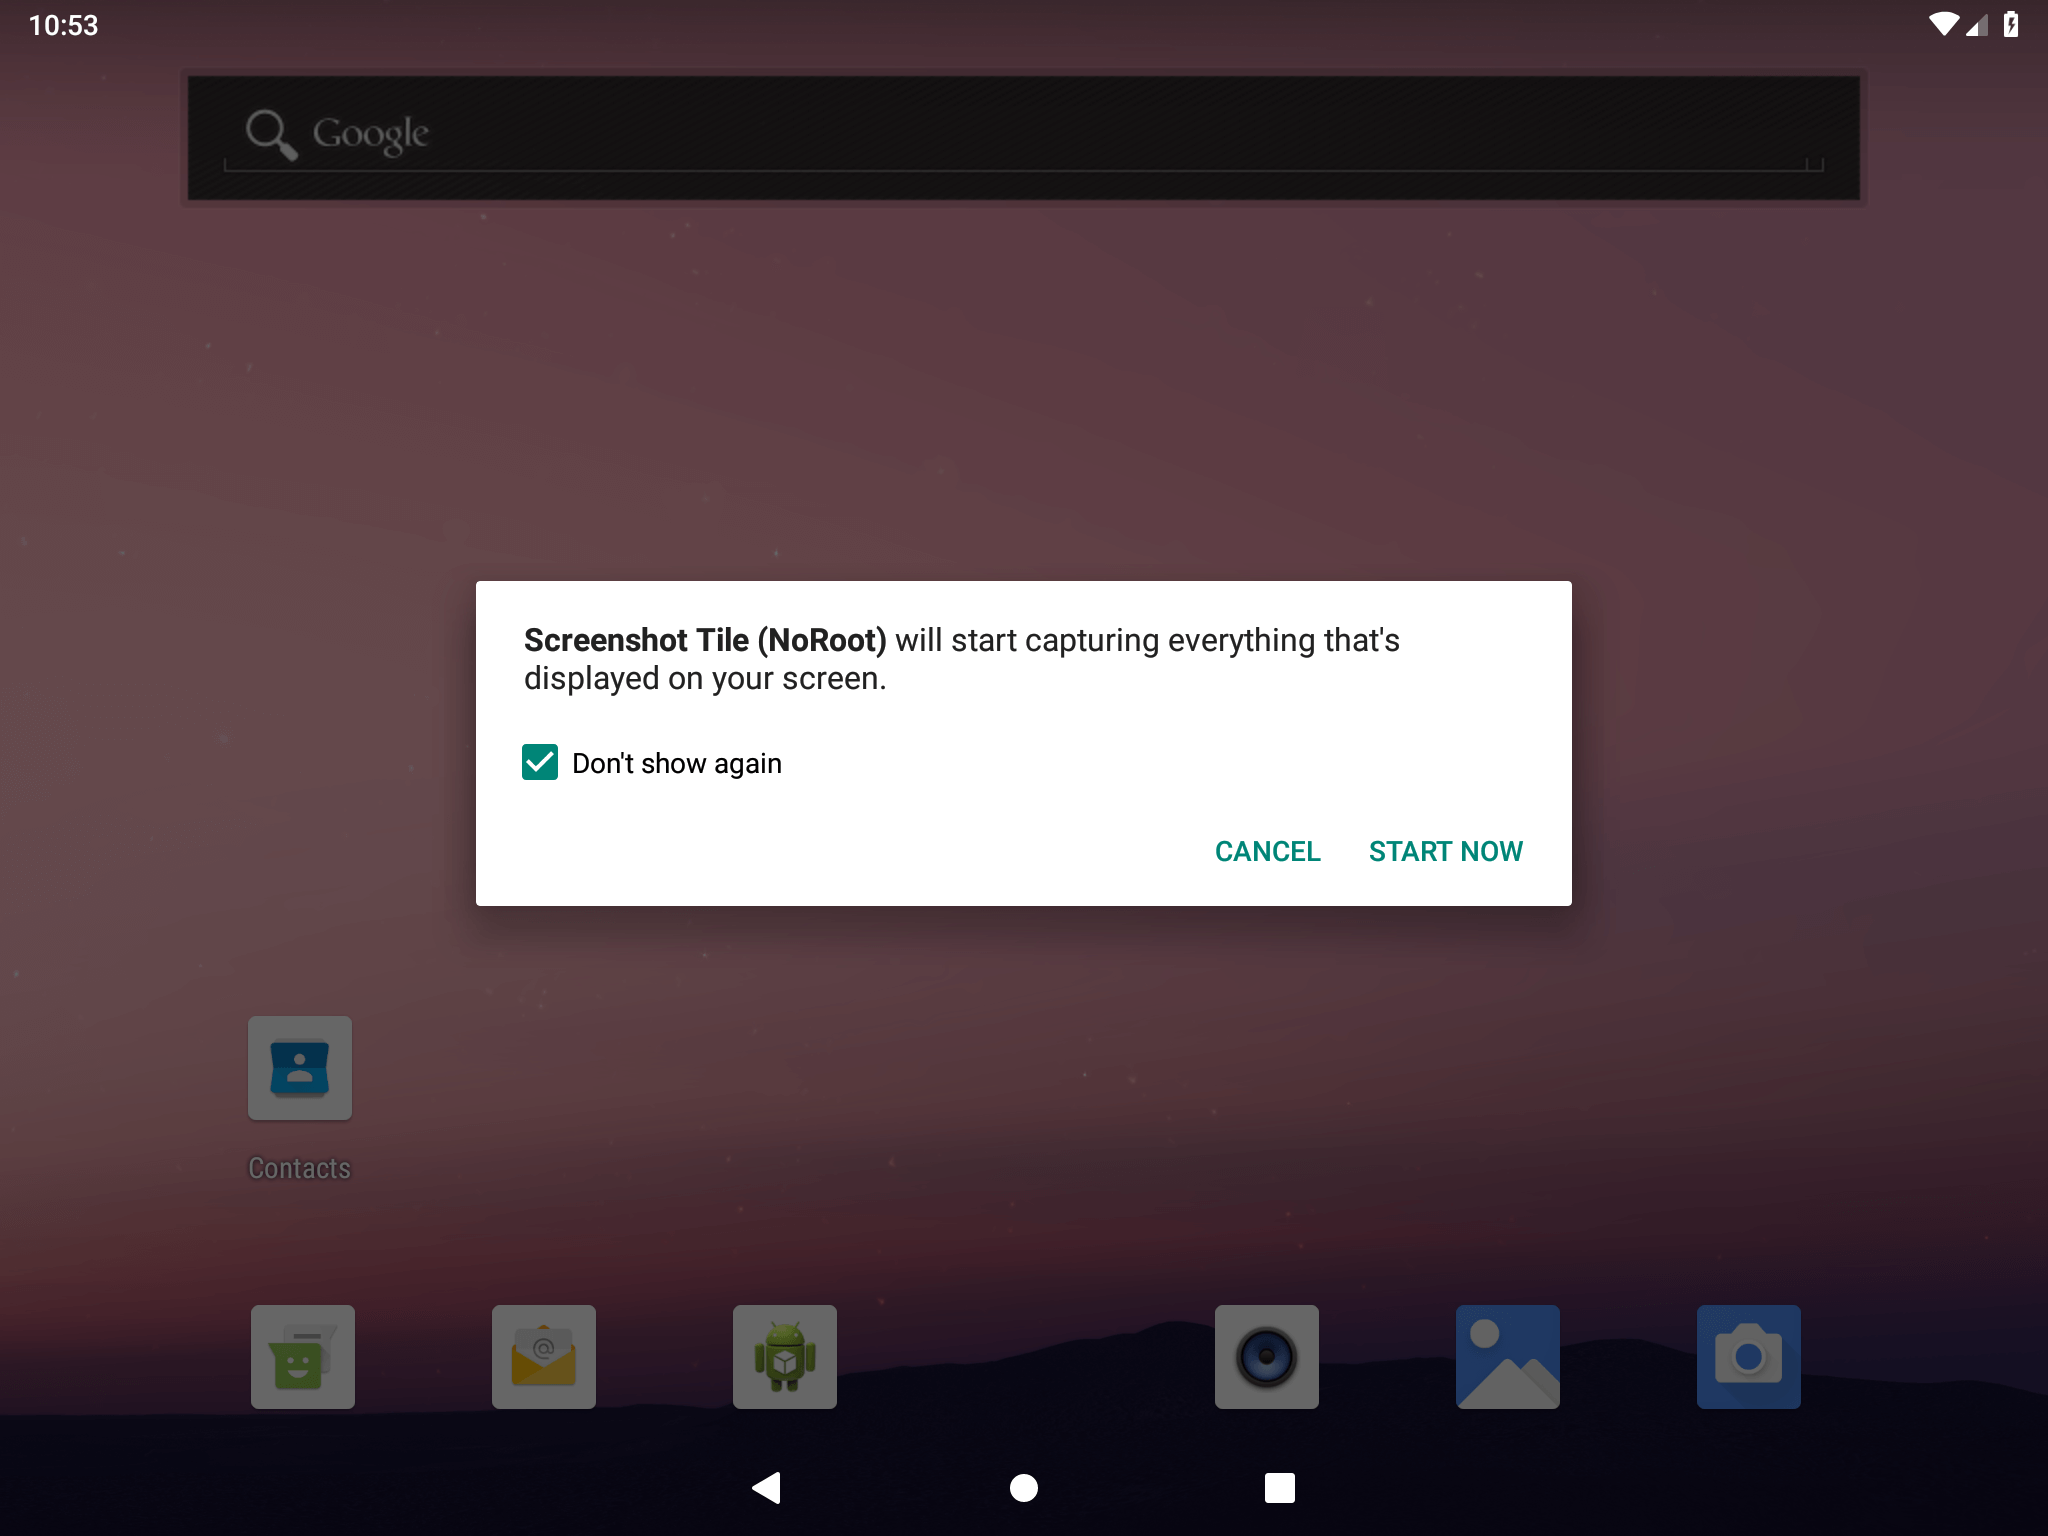 10:53
Google
Screenshot Tile (NoRoot) will start capturing everything that's
displayed on your screen.
Don't show again
CANCEL START NOW
Contacts
@